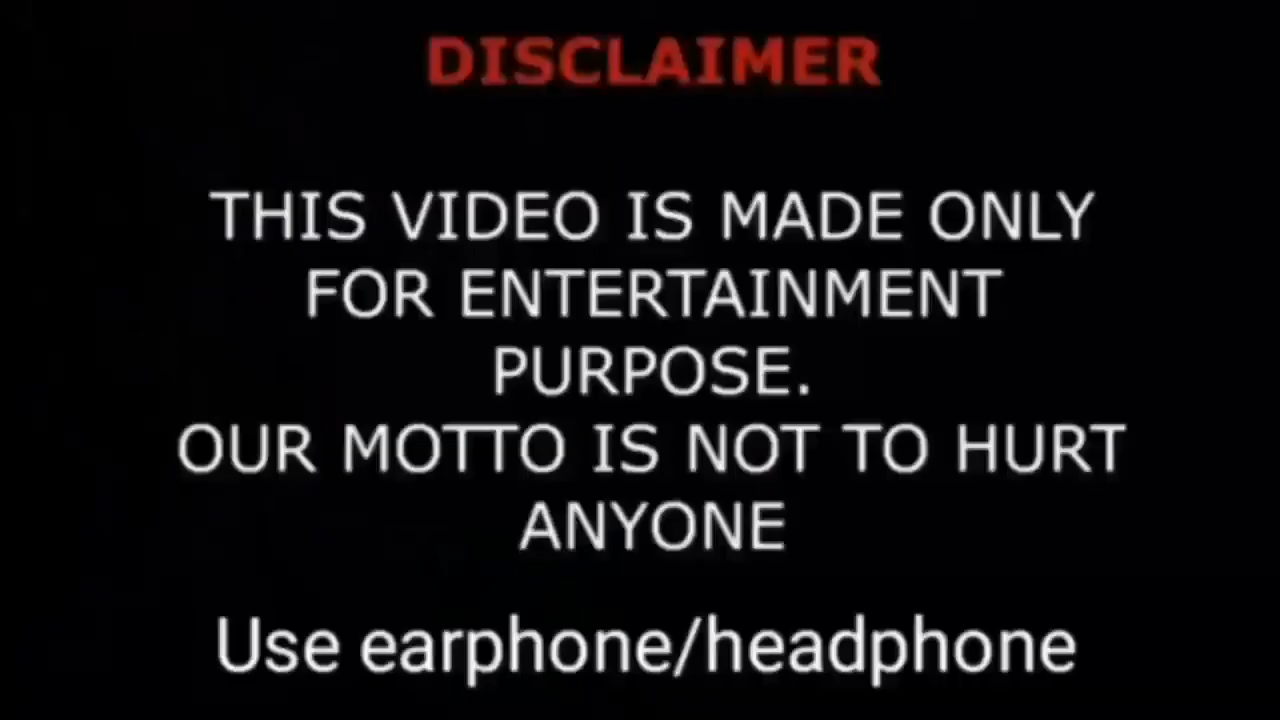 DISCLAIMER
THIS VIDEO IS MADE ONLY
FOR ENTERTAINMENT
PURPOSE.
OUR MOTTO IS NOT TO HURT
ANYONE
Use earphone/headphone